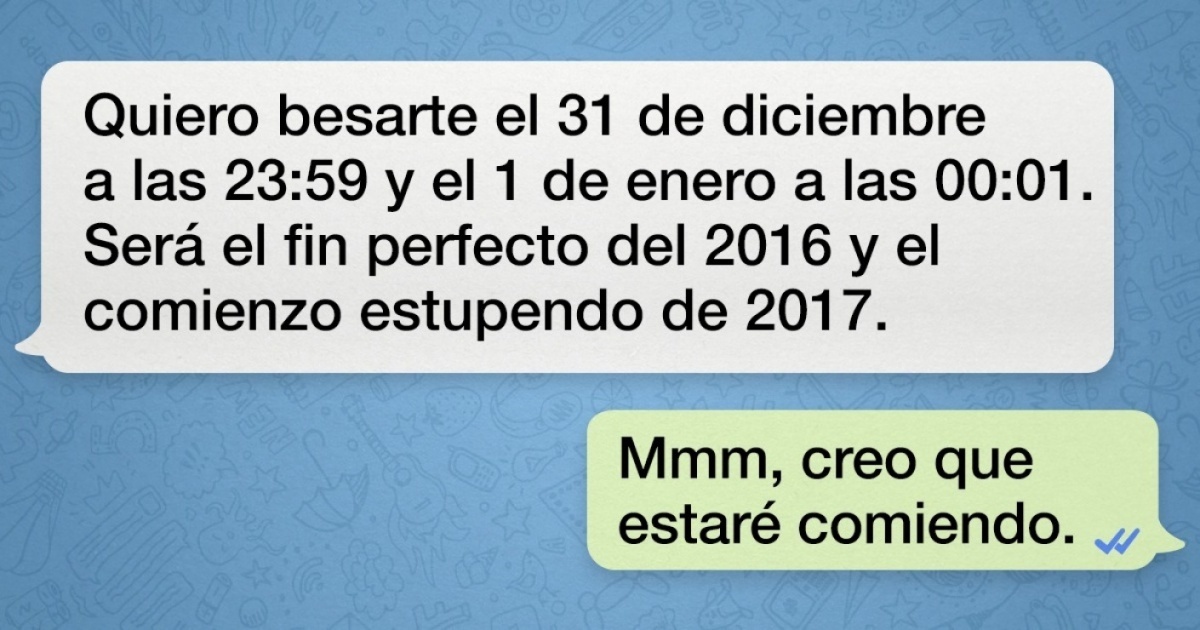 Quiero besarte el 31 de diciembre
a las 23:59 y el 1 de enero a las 00:01.
Será el fin perfecto del 2016 y el
comienzo estupendo de 2017.
Mmm, creo que
estaré comiendo.